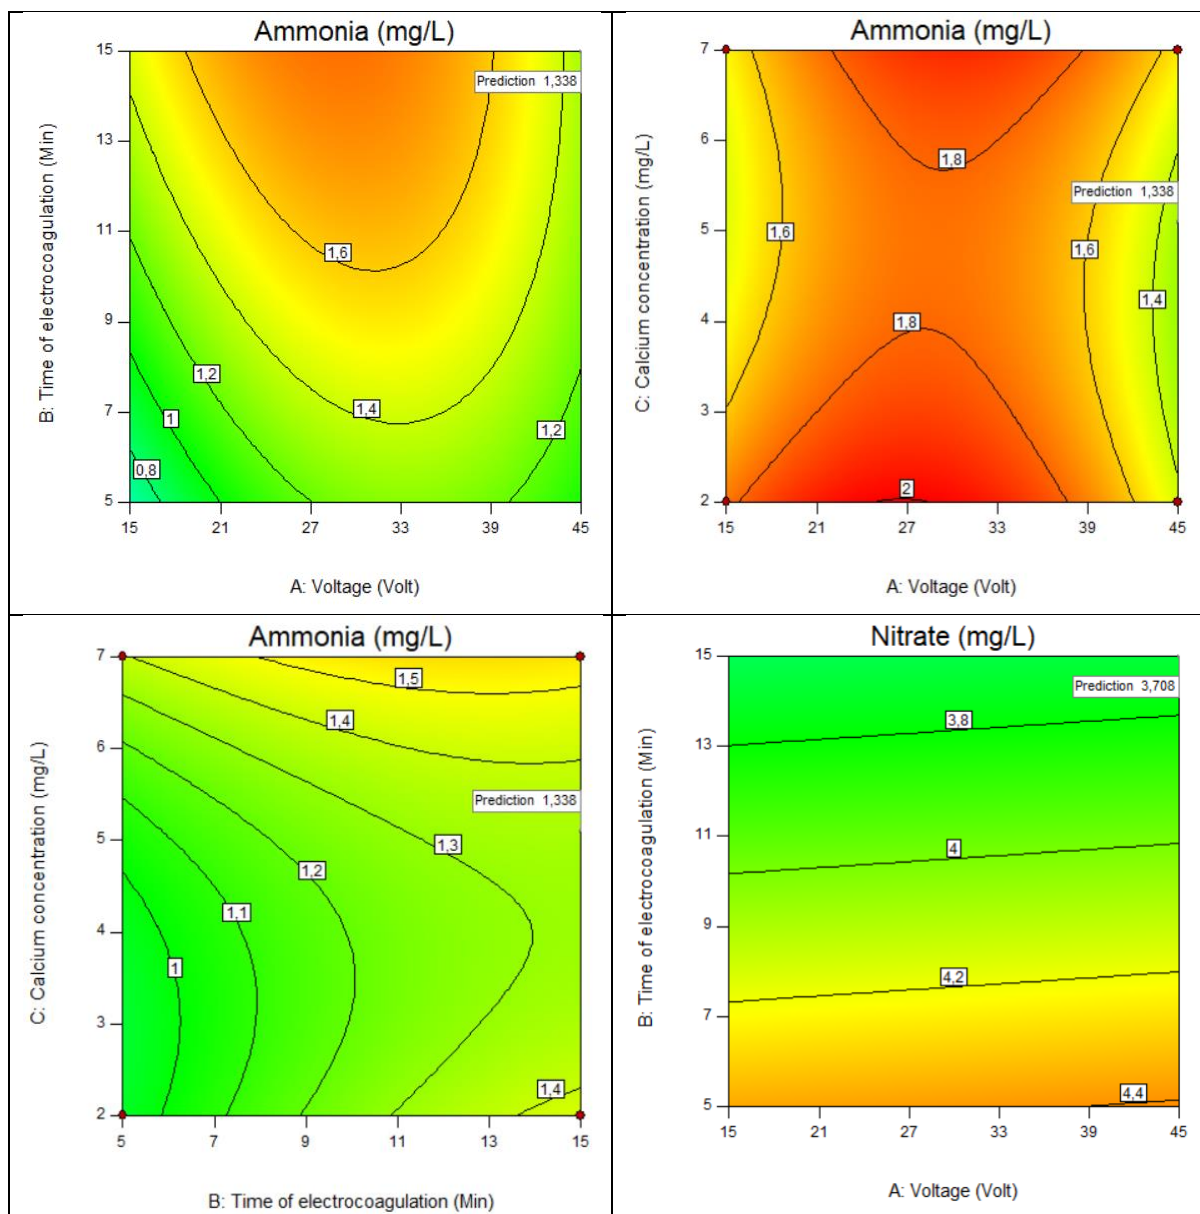 Ammonia (mg/L)
15
13
11
9
7
5
B: Time of electrocoagulation (Min)
Prediction 1,338
1,6
1,2
1,4
1
1,2
0,8
15 21 27 33 39 45
A: Voltage (Volt)
Ammonia (mg/L)
7
6
5
4
3
2
C: Calcium concentration (mg/L)
1,8
Prediction 1,338
1,6
1,6
1,4
1,8
2
15 21 27 33 39 45
A: Voltage (Volt)
Ammonia (mg/L)
7
6
5
4
3
2
C: Calcium concentration (mg/L)
1,5
1,4
Prediction 1,338
1,3
1,2
1,1
1
1,4
5 7 9 11 13 15
B: Time of electrocoagulation (Min)
Nitrate (mg/L)
15
13
11
9
7
5
B: Time of electrocoagulation (Min)
Prediction 3,708
3,8
4
4,2
4,4
15 21 27 33 39 45
A: Voltage (Volt)